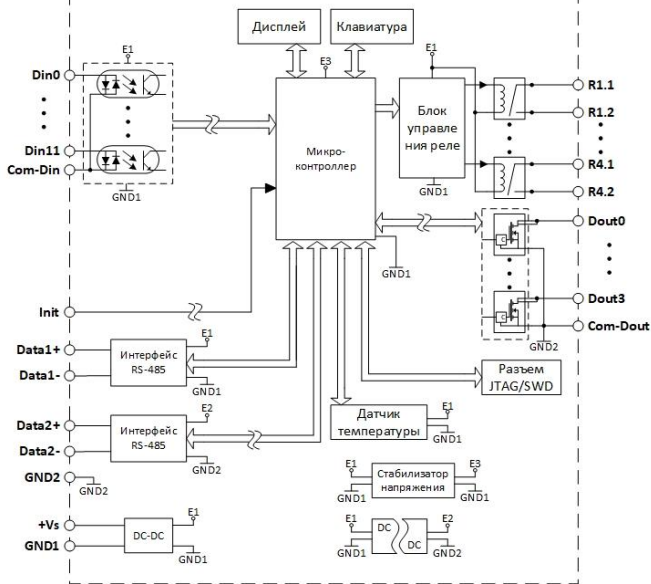 Дисплей
Клавиатура
E1
E3
E1
Din0
Din11
Com-Din
GND1
Микро-
контроллер
Блок
управле
ния реле
GND1
R1.1
R1.2
R4.1
R4.2
GND1
Dout0
Dout3
Com-Dout
GND2
Init
Data1+
Data1-
Интерфейс
RS-485
E1
GND1
Разъем
JTAG/SWD
Data2+
Data2-
Интерфейс
RS-485
E2
GND2
Датчик
температуры
E1
GND1
GND2
GND2
E1
GND1
Стабилизатор
напряжения
E3
GND1
+Vs
GND1
DC-DC
E1
GND1
E1
GND1
DC
DC
E2
GND2